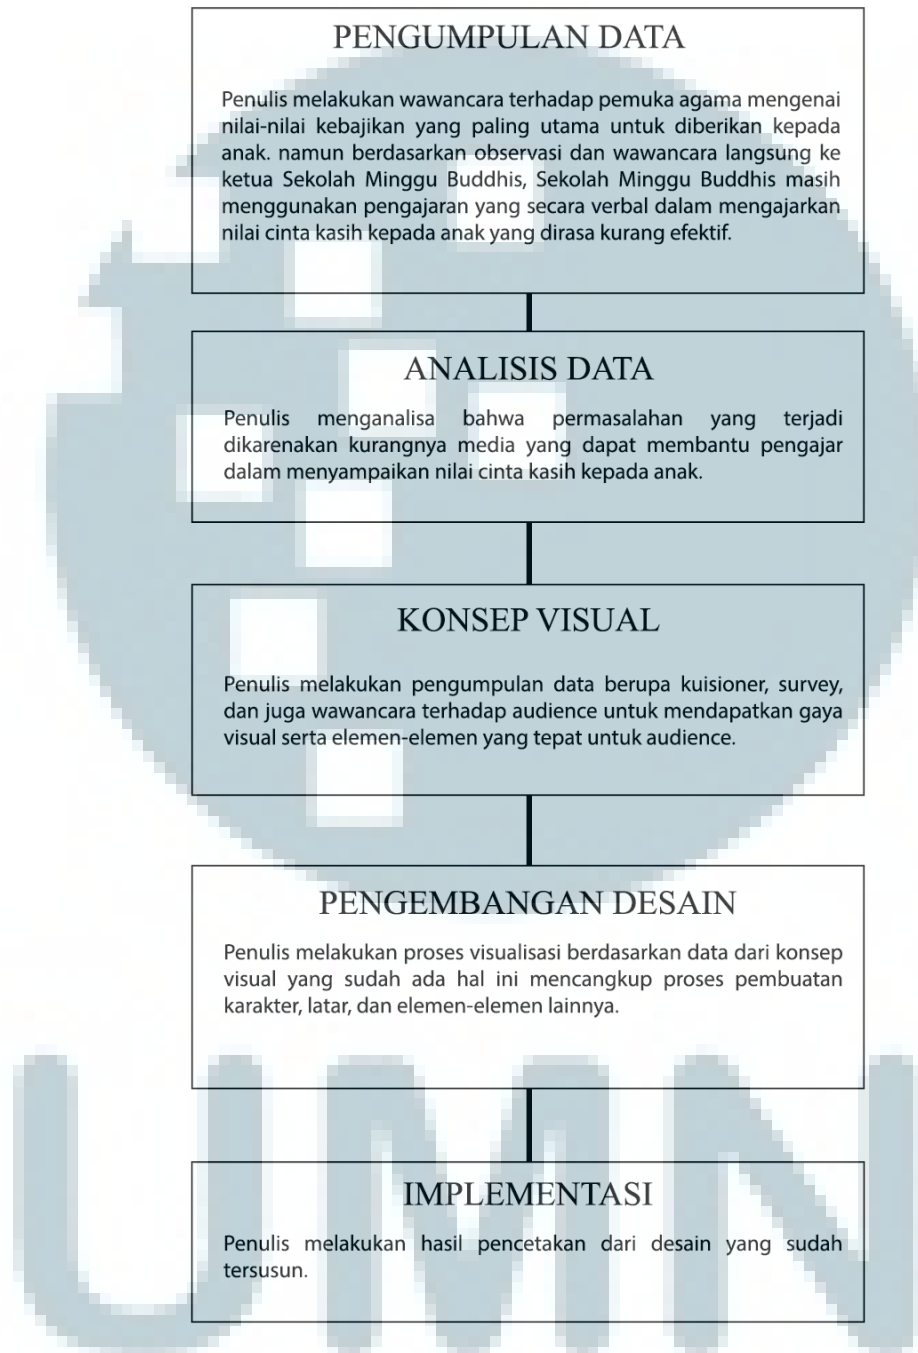 PENGUMPULAN DATA
Penulis melakukan wawancara terhadap pemuka agama mengenai
nilai-nilai kebajikan yang paling utama untuk diberikan kepada
anak. namun berdasarkan observasi dan wawancara langsung ke
ketua Sekolah Minggu Buddhis, Sekolah Minggu Buddhis masih
menggunakan pengajaran yang secara verbal dalam mengajarkan
nilai cinta kasih kepada anak yang dirasa kurang efektif.
ANALISIS DATA
Penulis menganalisa bahwa permasalahan yang terjadi
dikarenakan kurangnya media yang dapat membantu pengajar
dalam menyampaikan nilai cinta kasih kepada anak.
KONSEP VISUAL
Penulis melakukan pengumpulan data berupa kuisioner, survey,
dan juga wawancara terhadap audience untuk mendapatkan gaya
visual serta elemen-elemen yang tepat untuk audience.
PENGEMBANGAN DESAIN
Penulis melakukan proses visualisasi berdasarkan data dari konsep
visual yang sudah ada hal ini mencangkup proses pembuatan
karakter, latar, dan elemen-elemen lainnya.
IMPLEMENTASI
Penulis melakukan hasil pencetakan dari desain yang sudah
tersusun.
UMN